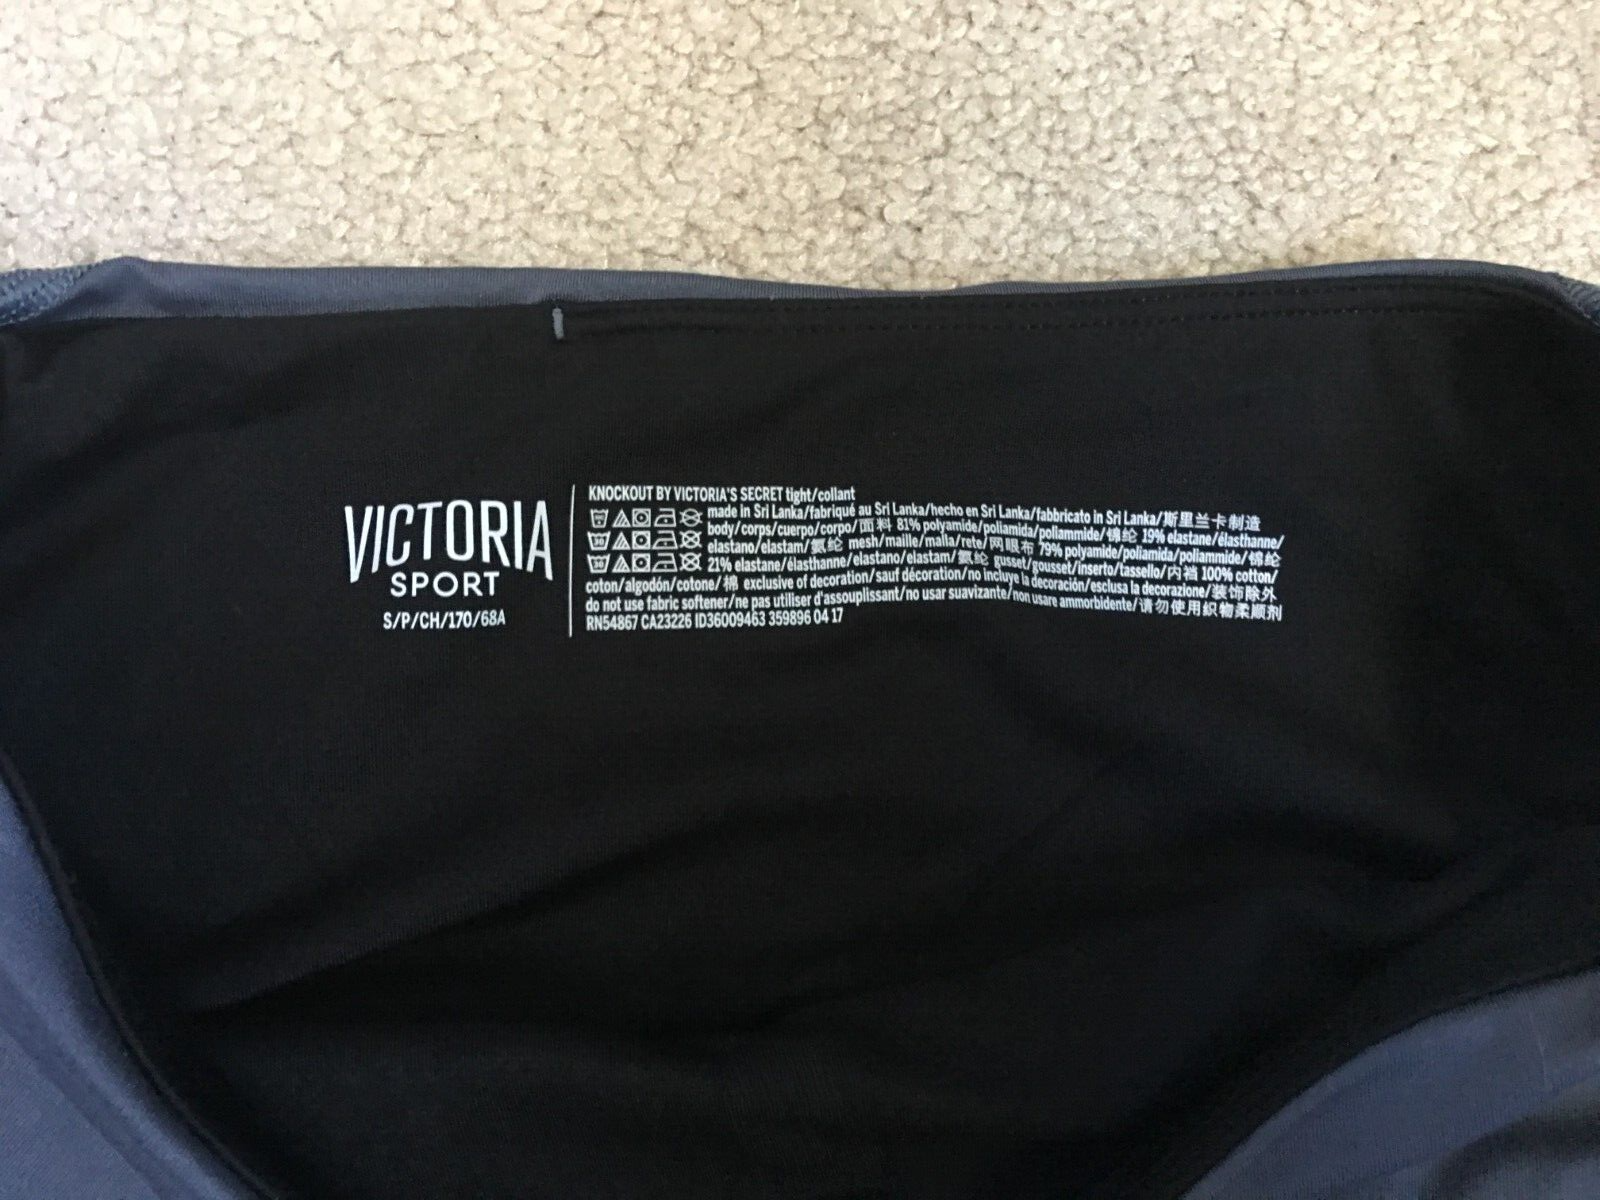 VICTORIA
SPORT
S/P/CH/170/68A
KNOCKOUT BY VICTORIA'S SECRET tight/collant
made in Sri Lanka/fabriqué au Sri Lanka/hecho en Sri Lanka/fabbricato in Sri Lanka/斯里兰卡制造
body/corps/cuerpo/corpo/面料 81% polyamide/poliamida/poliammide/锦纶 19% elastane/élasthanne/
elastano/elastam/氨纶 mesh/maille/malla/rete/网眼布 79% polyamide/poliamida/poliammide/锦纶
21% elastane/élasthanne/elastano/elastam/氨纶 gusset/gousset/inserto/tassello/内裆 100% cotton/
coton/algodón/cotone/棉 exclusive of decoration/sauf décoration/no incluye la decoración/esclusa la decorazione/装饰除外
do not use fabric softener/ne pas utiliser d'assouplissant/no usar suavizante/non usare ammorbidente/请勿使用织物柔顺剂
RN54867 CA23226 ID36009463 359896 04 17